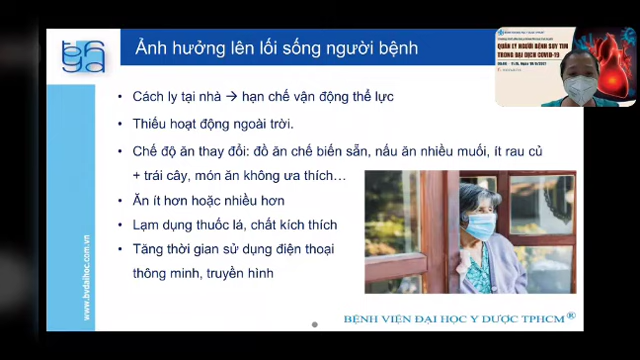 Ảnh hưởng lên lối sống người bệnh
QUẢN LÝ NGƯỜI BỆNH SUY TIM
TRONG ĐẠI DỊCH COVID-19
• Cách ly tại nhà → hạn chế vận động thể lực
• Thiếu hoạt động ngoài trời.
• Chế độ ăn thay đổi: đồ ăn chế biến sẵn, nấu ăn nhiều muối, ít rau củ
+ trái cây, món ăn không ưa thích…
• Ăn ít hơn hoặc nhiều hơn
• Lạm dụng thuốc lá, chất kích thích
• Tăng thời gian sử dụng điện thoại
thông minh, truyền hình
www.bvdaihoc.com.vn
BỆNH VIỆN ĐẠI HỌC Y DƯỢC TPHCM®